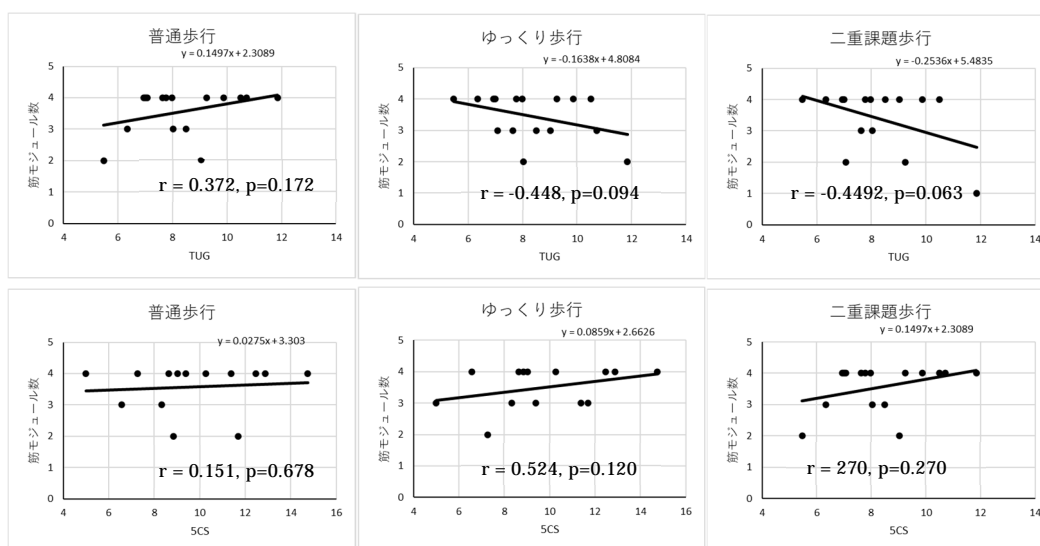 普通歩行
y = 0.1497x + 2.3089
5
4
3
2
1
0
4 6 8 10 12 14
筋モジュール数
TUG
r = 0.372, p=0.172
ゆっくり歩行
y = -0.1638x + 4.8084
5
4
3
2
1
0
4 6 8 10 12 14
筋モジュール数
TUG
r = -0.448, p=0.094
二重課題歩行
y = -0.2536x + 5.4835
5
4
3
2
1
0
4 6 8 10 12 14
筋モジュール数
TUG
r = -0.4492, p=0.063
普通歩行
y = 0.0275x + 3.303
5
4
3
2
1
0
4 6 8 10 12 14 16
筋モジュール数
5CS
r = 0.151, p=0.678
ゆっくり歩行
y = 0.0859x + 2.6626
5
4
3
2
1
0
4 6 8 10 12 14 16
筋モジュール数
5CS
r = 0.524, p=0.120
二重課題歩行
y = 0.1497x + 2.3089
5
4
3
2
1
0
4 6 8 10 12 14
筋モジュール数
5CS
r = 270, p=0.270